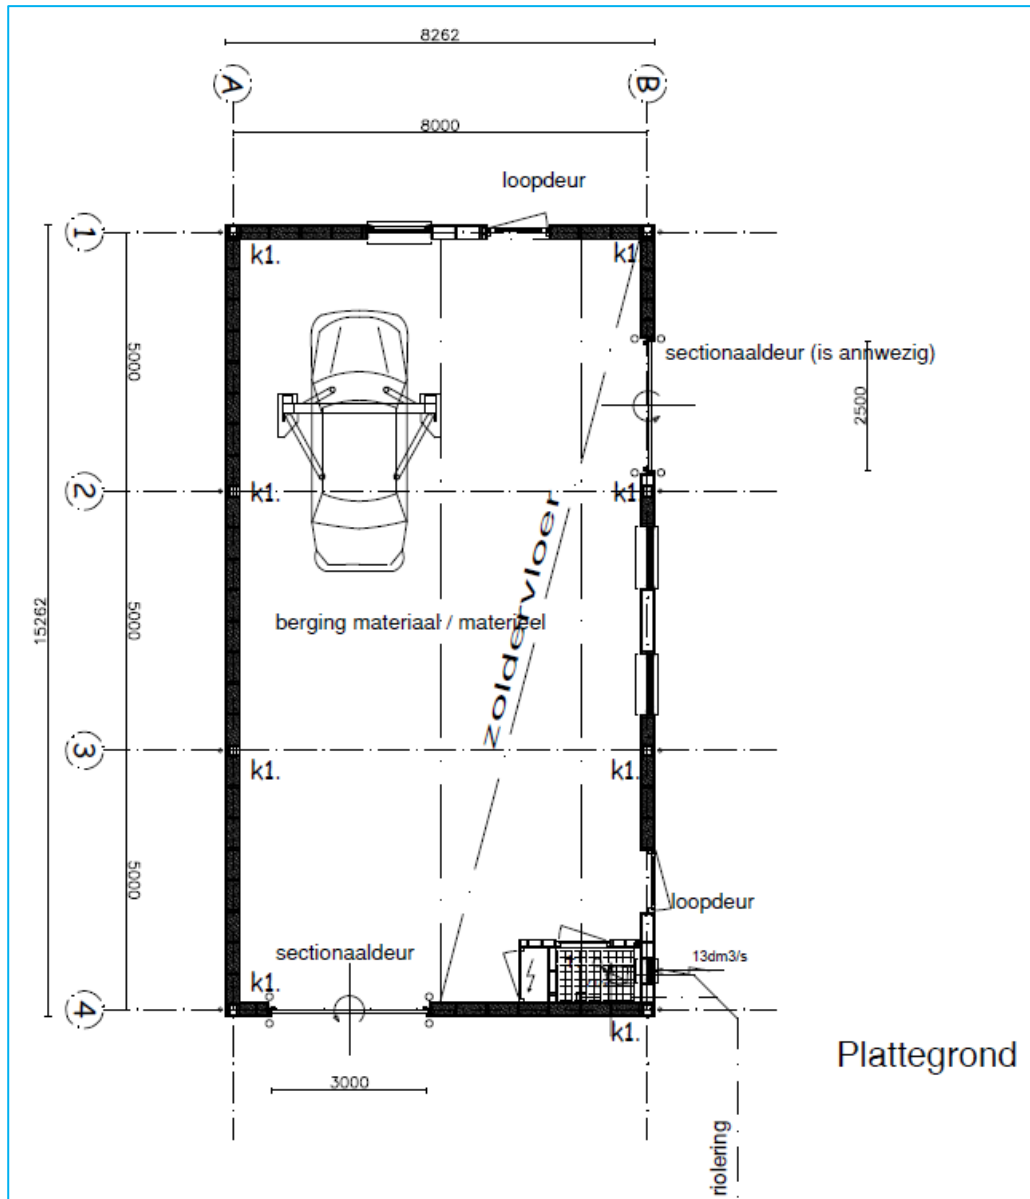 8262
A
B
8000
loopdeur
1
k1.
k1
sectionaaldeur (is annwezig)
5000
2500
2
k1.
k1
Zoldervloer
berging materiaal / materieel
15262
5000
3
k1.
k1.
5000
loopdeur
sectionaaldeur
13dm3/s
k1.
4
k1.
Plattegrond
3000
riolering